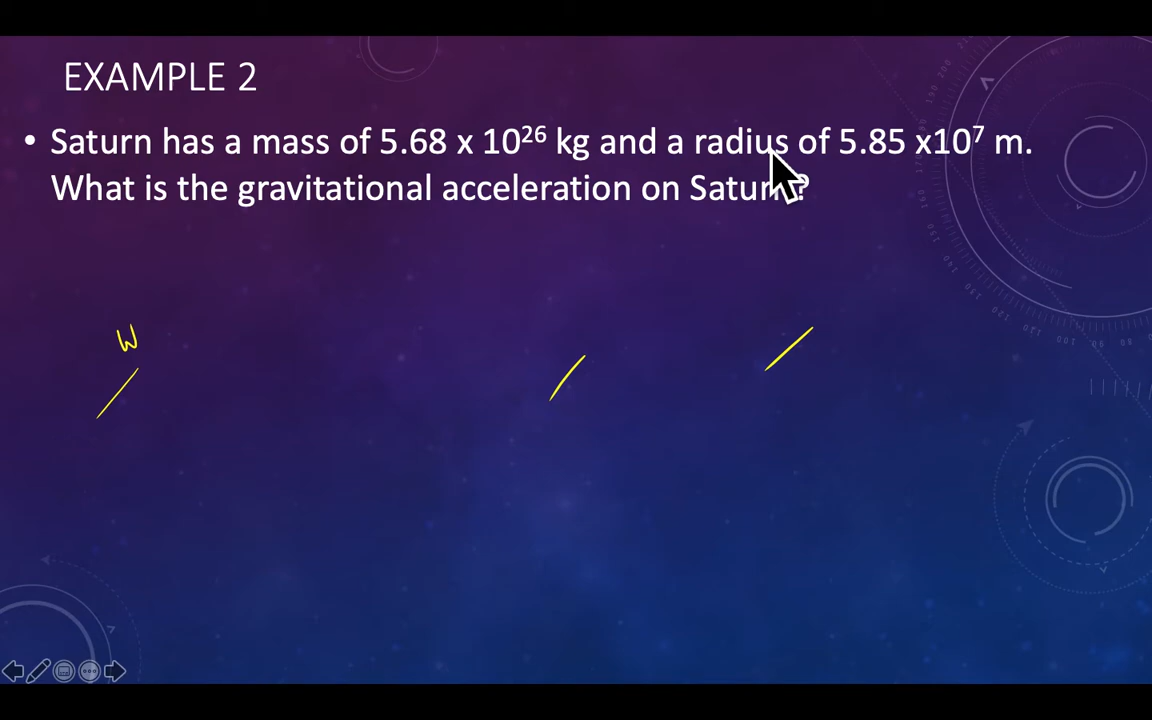 EXAMPLE 2
• Saturn has a mass of 5.68 x 10²⁶ kg and a radius of 5.85 x10⁷ m.
What is the gravitational acceleration on Saturn?
W